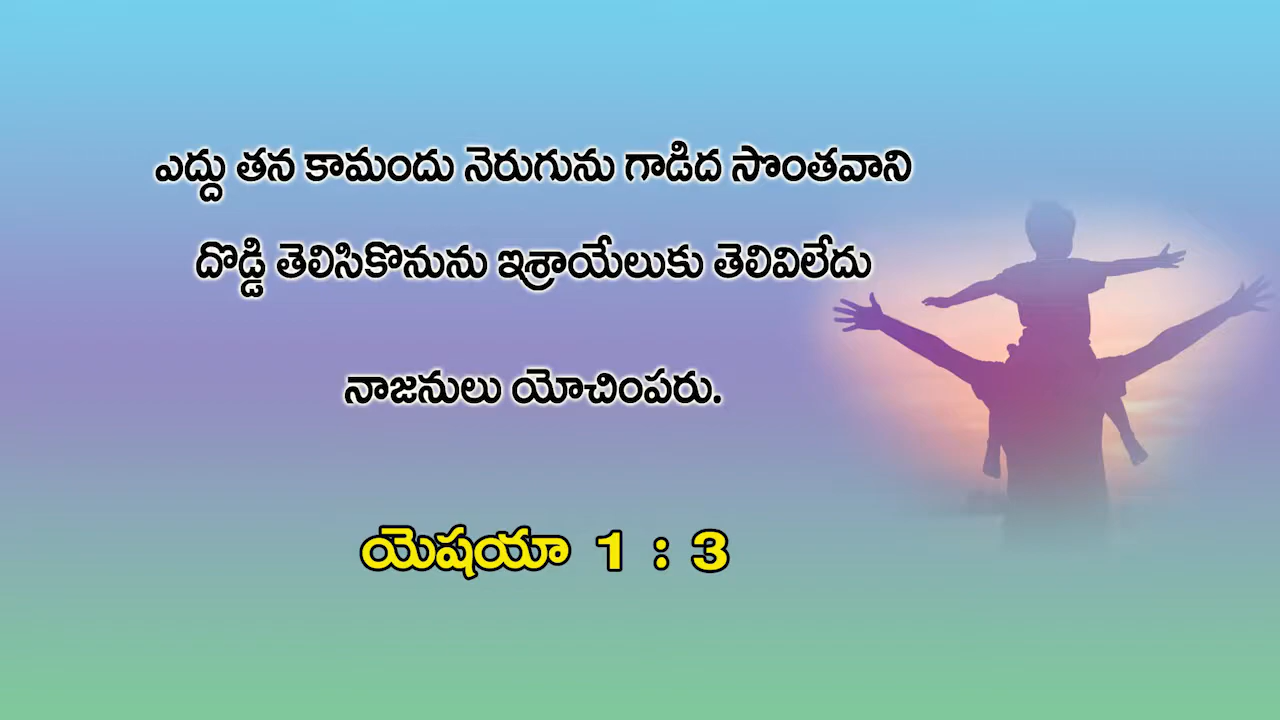 ఎద్దు తన కామందు నెరుగును గాడిద సొంతవాని
దొడ్డి తెలిసికొనును ఇశ్రాయేలుకు తెలివిలేదు
నాజనులు యోచింపరు.
యెషయా 1 : 3